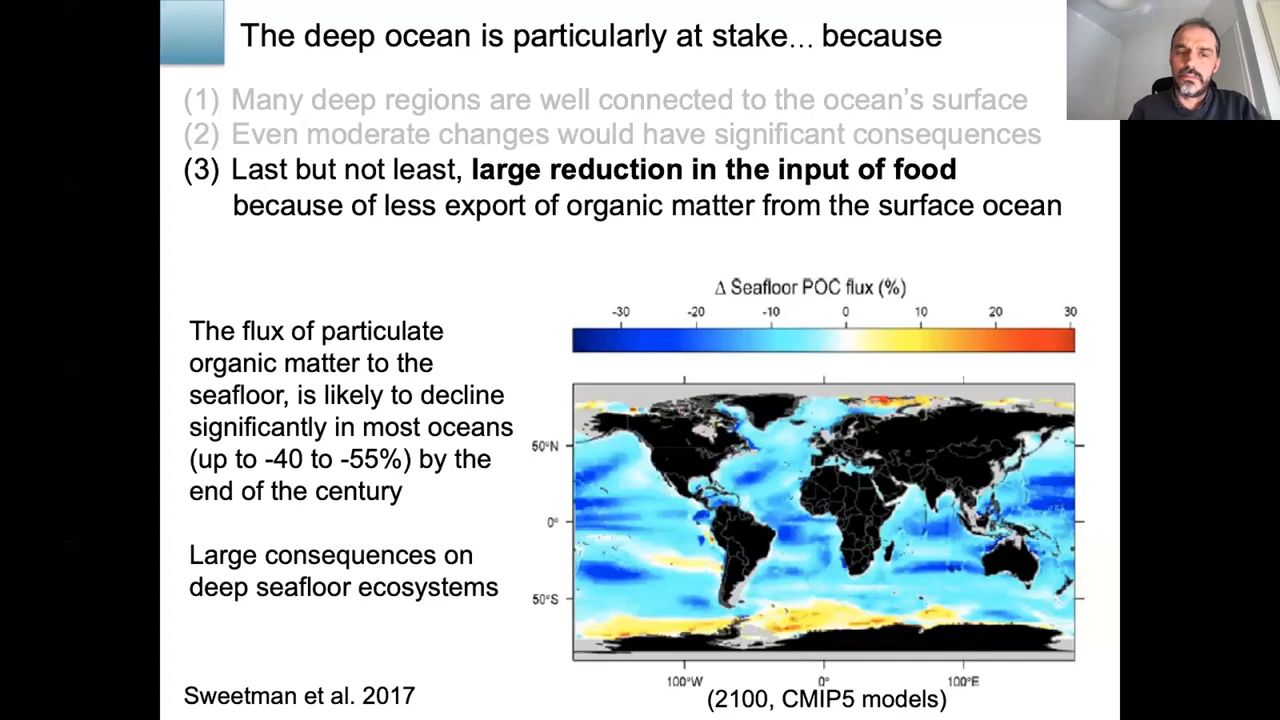 The deep ocean is particularly at stake... because
(1) Many deep regions are well connected to the ocean's surface
(2) Even moderate changes would have significant consequences
(3) Last but not least, large reduction in the input of food
because of less export of organic matter from the surface ocean
The flux of particulate
organic matter to the
seafloor, is likely to decline
significantly in most oceans
(up to -40 to -55%) by the
end of the century
Large consequences on
deep seafloor ecosystems
Δ Seafloor POC flux (%)
-30 -20 -10 0 10 20 30
50°N
0°
50°S
100°W 0° 100°E
Sweetman et al. 2017
(2100, CMIP5 models)